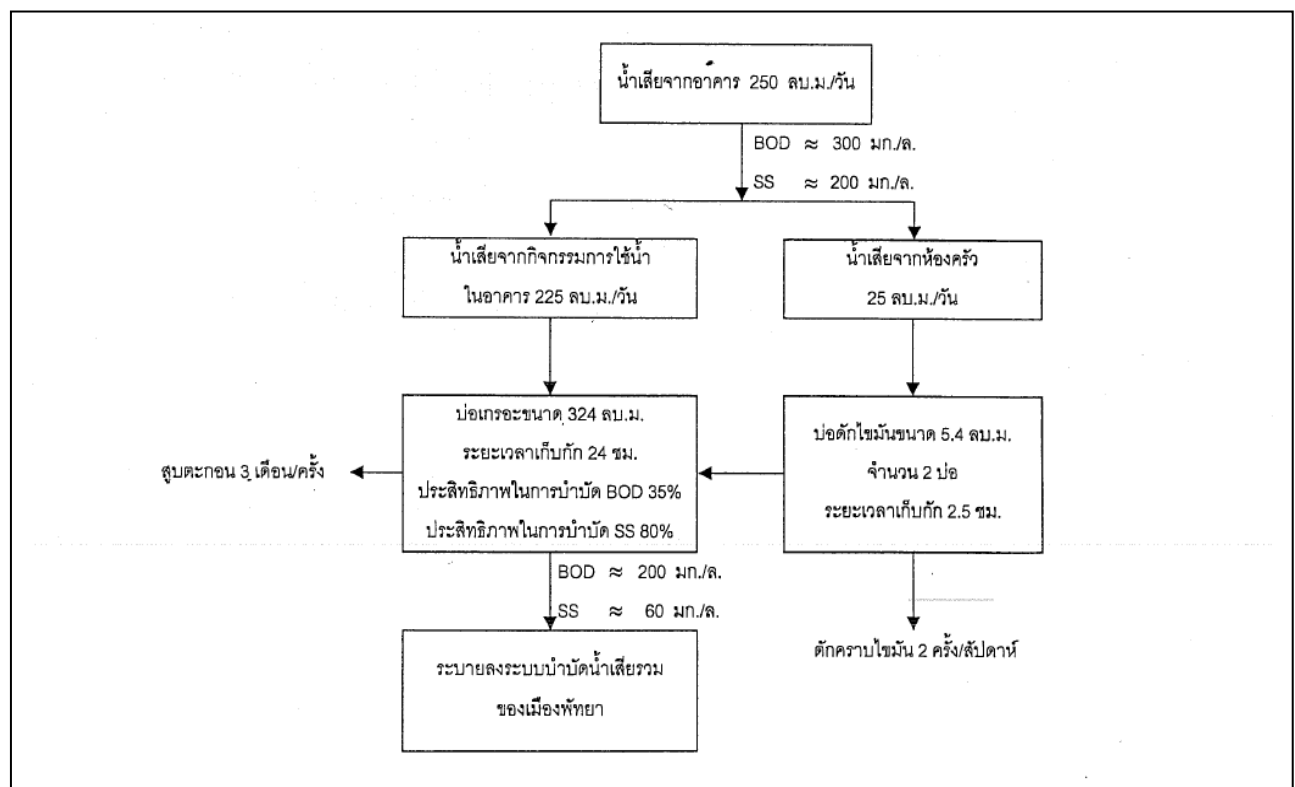 น้ำเสียจากอาคาร 250 ลบ.ม./วัน
BOD ≈ 300 มก./ล.
SS ≈ 200 มก./ล.
น้ำเสียจากกิจกรรมการใช้น้ำ
ในอาคาร 225 ลบ.ม./วัน
น้ำเสียจากห้องครัว
25 ลบ.ม./วัน
บ่อเกรอะขนาด 324 ลบ.ม.
ระยะเวลาเก็บกัก 24 ชม.
ประสิทธิภาพในการบำบัด BOD 35%
ประสิทธิภาพในการบำบัด SS 80%
บ่อดักไขมันขนาด 5.4 ลบ.ม.
จำนวน 2 บ่อ
ระยะเวลาเก็บกัก 2.5 ชม.
สูบตะกอน 3 เดือน/ครั้ง
BOD ≈ 200 มก./ล.
SS ≈ 60 มก./ล.
ระบายลงระบบบำบัดน้ำเสียรวม
ของเมืองพัทยา
ตักคราบไขมัน 2 ครั้ง/สัปดาห์